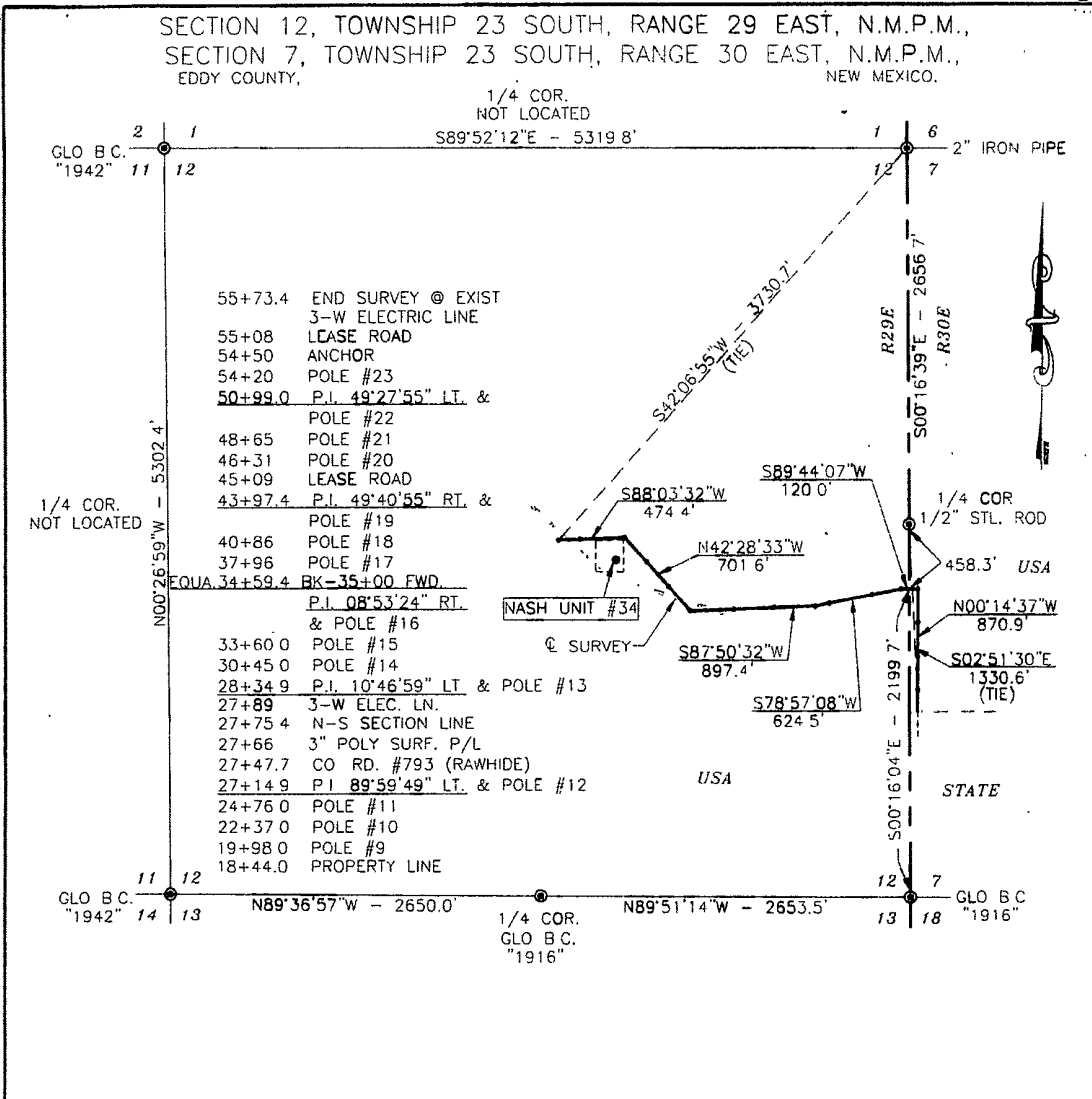 SECTION 12, TOWNSHIP 23 SOUTH, RANGE 29 EAST, N.M.P.M.,
SECTION 7, TOWNSHIP 23 SOUTH, RANGE 30 EAST, N.M.P.M.,
EDDY COUNTY, NEW MEXICO.
1/4 COR.
NOT LOCATED
S89°52'12"E - 5319 8'
2 1
GLO B C.
"1942" 11 12
1 6
2" IRON PIPE
12 7
S00°16'39"E - 2656 7'
R29E
R30E
S42°06'55"W - 3730.7'
(TIE)
55+73.4 END SURVEY @ EXIST
3-W ELECTRIC LINE
55+08 LEASE ROAD
54+50 ANCHOR
54+20 POLE #23
50+99.0 P.I. 49°27'55" LT. &
POLE #22
48+65 POLE #21
46+31 POLE #20
45+09 LEASE ROAD
43+97.4 P.I. 49°40'55" RT. &
POLE #19
40+86 POLE #18
37+96 POLE #17
EQUA.34+59.4 BK-35+00 FWD.
P.I. 08°53'24" RT.
& POLE #16
33+60 0 POLE #15
30+45 0 POLE #14
28+34 9 P.I. 10°46'59" LT & POLE #13
27+89 3-W ELEC. LN.
27+75 4 N-S SECTION LINE
27+66 3" POLY SURF. P/L
27+47.7 CO RD. #793 (RAWHIDE)
27+14 9 P I 89°59'49" LT. & POLE #12
24+76 0 POLE #11
22+37 0 POLE #10
19+98 0 POLE #9
18+44.0 PROPERTY LINE
1/4 COR.
NOT LOCATED
N00°26'59"W - 5302 4'
S89°44'07"W
120 0'
S88°03'32"W
474 4'
1/4 COR
1/2" STL. ROD
458.3' USA
N42°28'33"W
701 6'
NASH UNIT #34
℄ SURVEY
N00°14'37"W
870.9'
S87°50'32"W
897.4'
S02°51'30"E
1330.6'
(TIE)
S78°57'08"W
624 5'
S00°16'04"E - 2199 7'
USA
STATE
11 12
GLO B C.
"1942" 14 13
N89°36'57"W - 2650.0'
1/4 COR.
GLO B C.
"1916"
N89°51'14"W - 2653.5'
12 7
GLO B C
"1916"
13 18